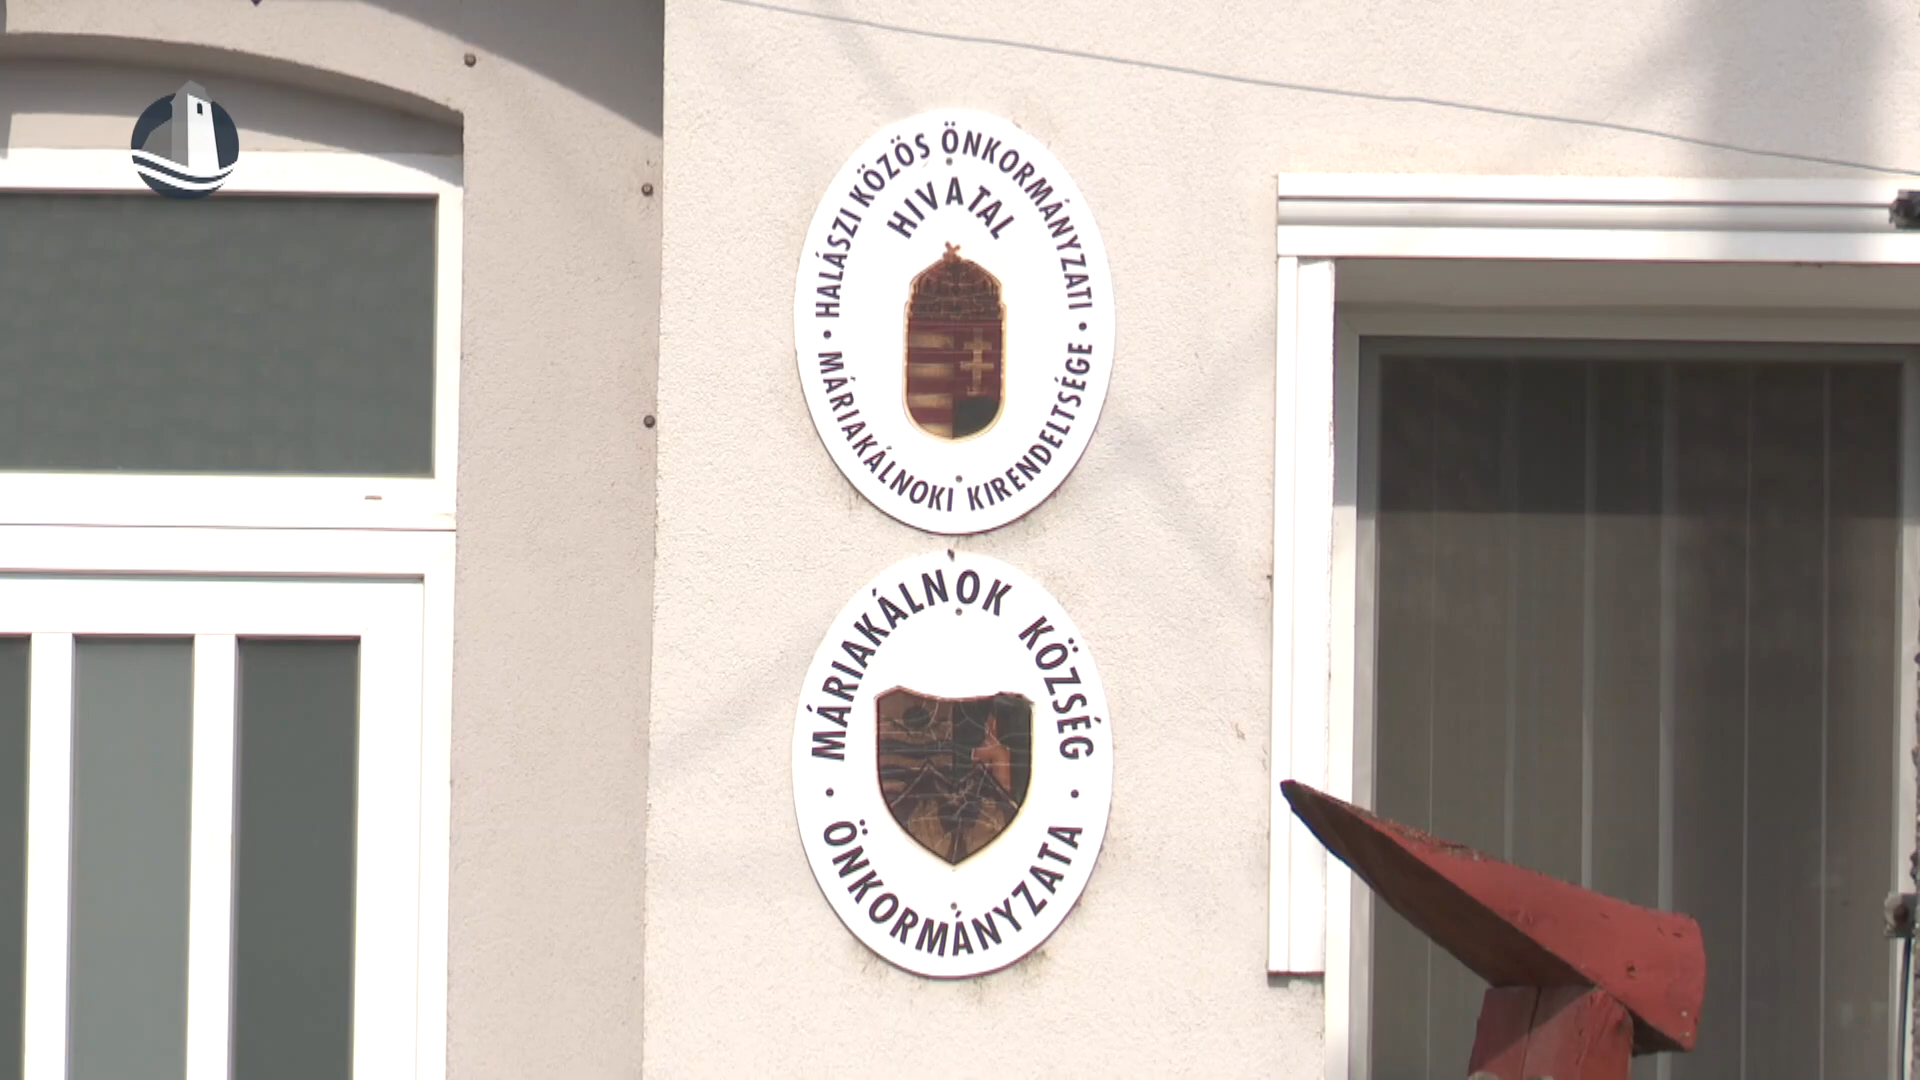 HALÁSZI KÖZÖS ÖNKORMÁNYZATI
HIVATAL
• MÁRIAKÁLNOKI KIRENDELTSÉGE •
MÁRIAKÁLNOK KÖZSÉG
• ÖNKORMÁNYZATA •